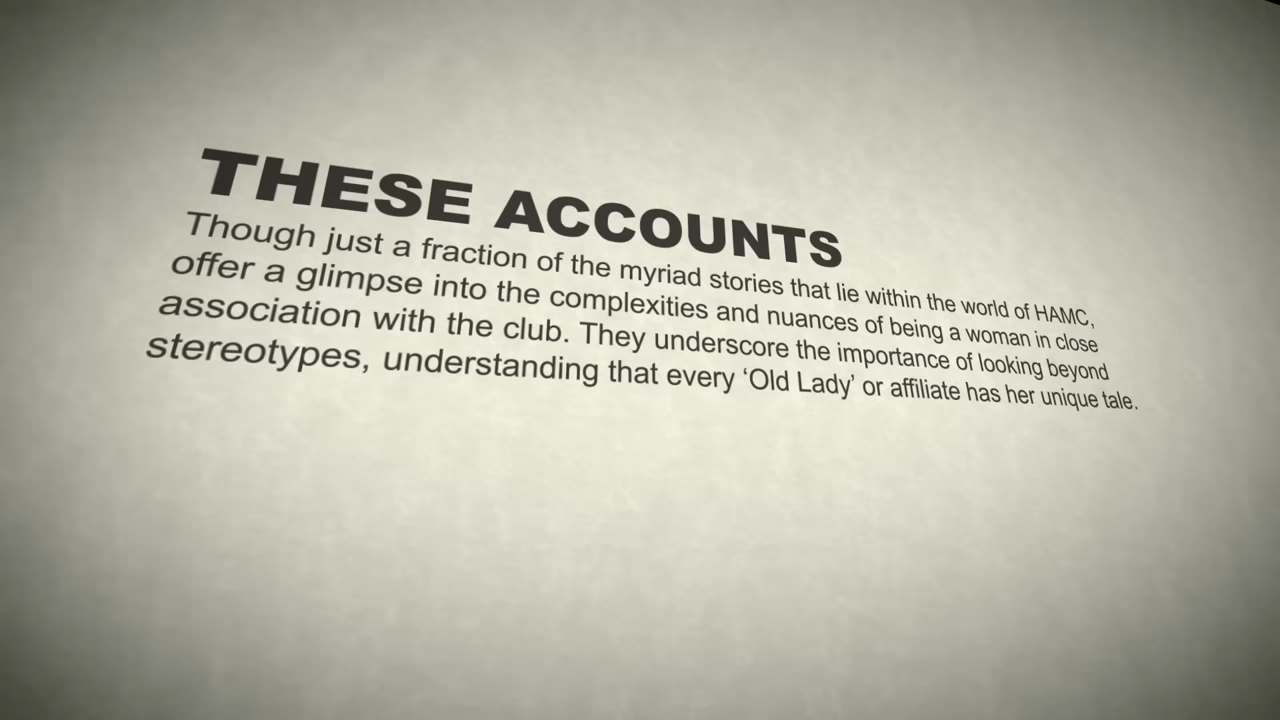 THESE ACCOUNTS
Though just a fraction of the myriad stories that lie within the world of HAMC,
offer a glimpse into the complexities and nuances of being a woman in close
association with the club. They underscore the importance of looking beyond
stereotypes, understanding that every ‘Old Lady’ or affiliate has her unique tale.